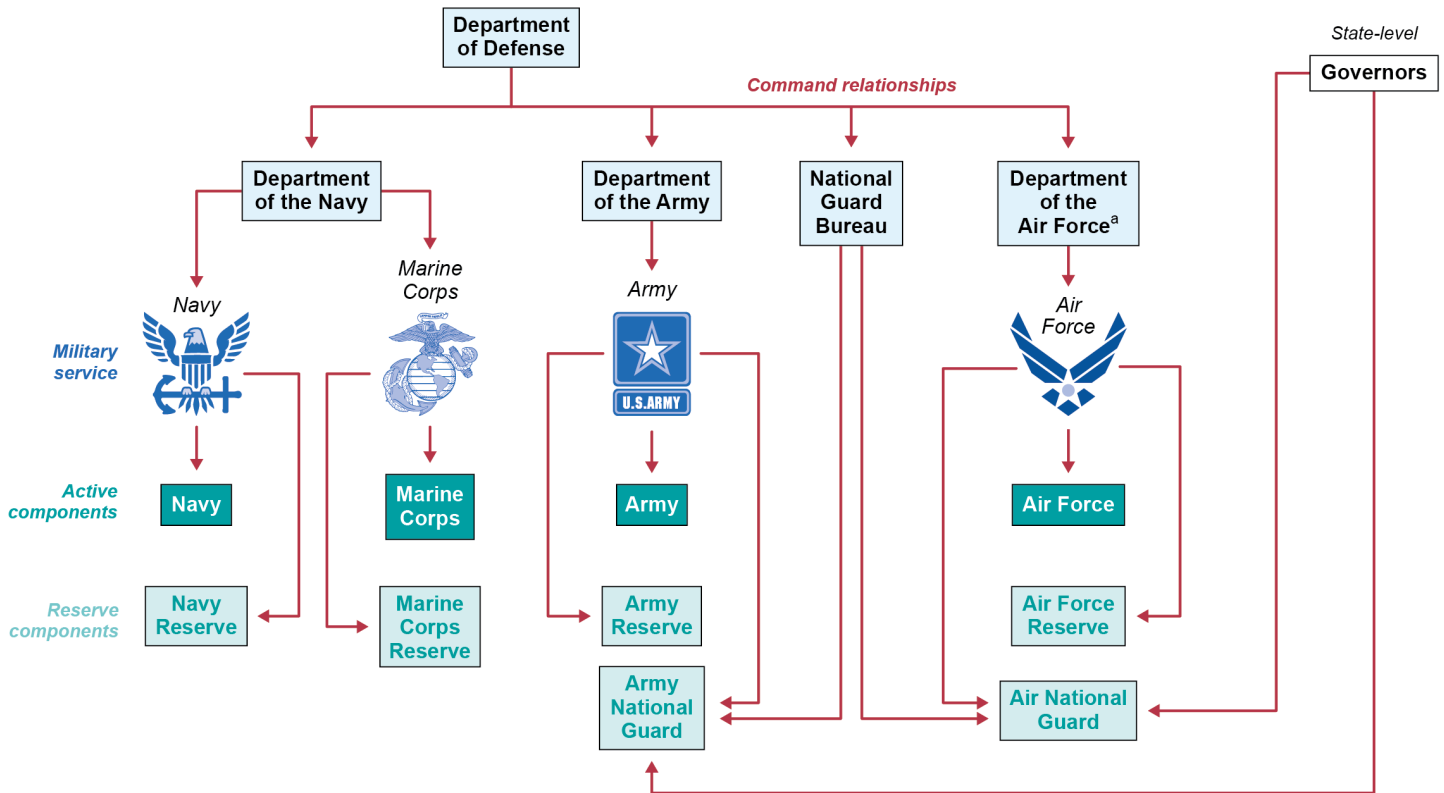 Department
of Defense
State-level
Governors
Command relationships
Department
of the Navy
Department
of the Army
National
Guard
Bureau
Department
of the
Air Forceᵃ
Navy
Marine
Corps
Army
Air
Force
Military
service
U.S.ARMY
Active
components
Navy
Marine
Corps
Army
Air Force
Reserve
components
Navy
Reserve
Marine
Corps
Reserve
Army
Reserve
Air Force
Reserve
Army
National
Guard
Air National
Guard